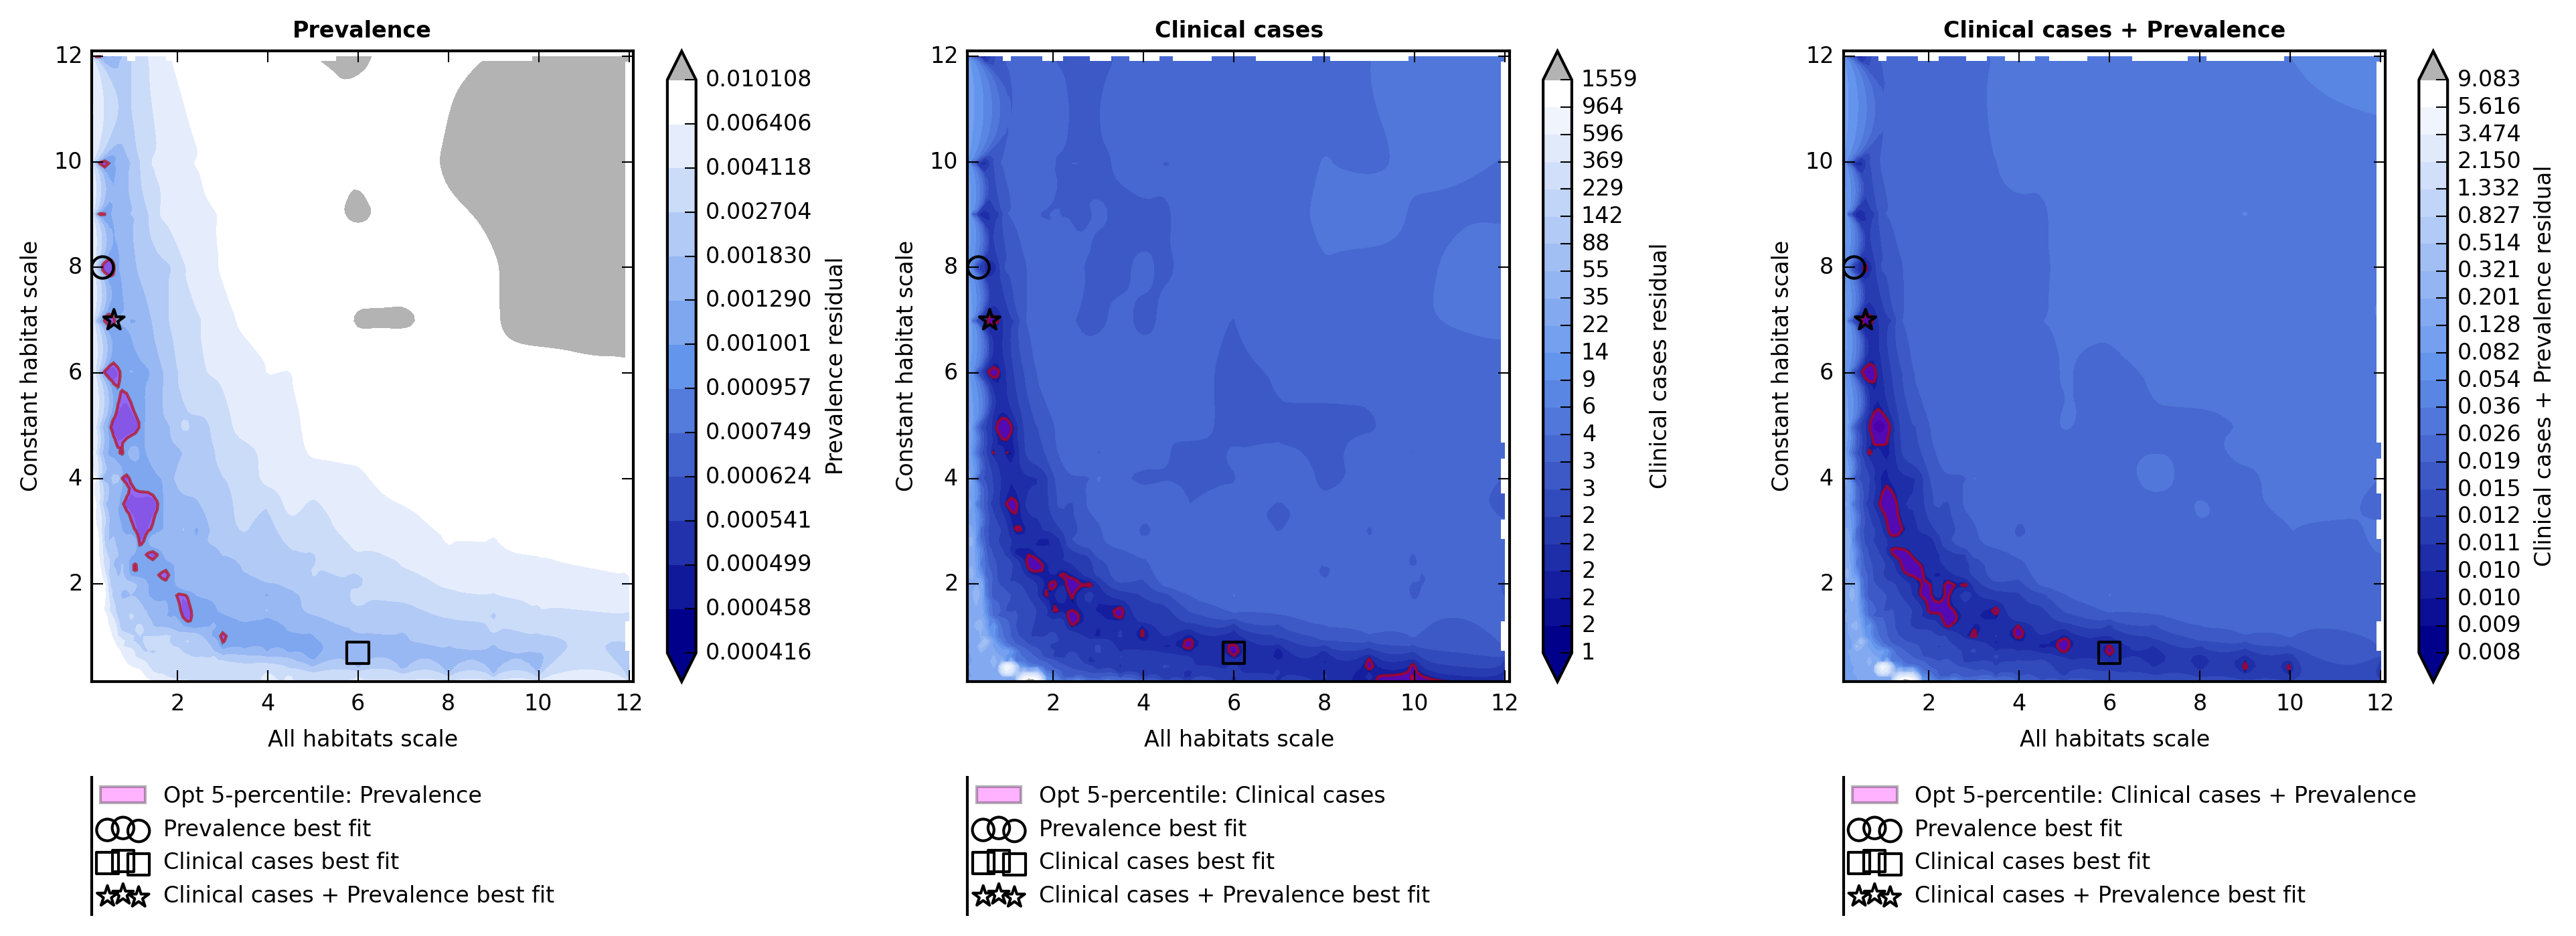 Prevalence
12
10
8
6
4
2
2 4 6 8 10 12
Constant habitat scale
All habitats scale
0.010108
0.006406
0.004118
0.002704
0.001830
0.001290
0.001001
0.000957
0.000749
0.000624
0.000541
0.000499
0.000458
0.000416
Prevalence residual
Opt 5-percentile: Prevalence
Prevalence best fit
Clinical cases best fit
Clinical cases + Prevalence best fit
Clinical cases
12
10
8
6
4
2
2 4 6 8 10 12
Constant habitat scale
All habitats scale
1559
964
596
369
229
142
88
55
35
22
14
9
6
4
3
3
2
2
2
2
2
1
Clinical cases residual
Opt 5-percentile: Clinical cases
Prevalence best fit
Clinical cases best fit
Clinical cases + Prevalence best fit
Clinical cases + Prevalence
12
10
8
6
4
2
2 4 6 8 10 12
Constant habitat scale
All habitats scale
9.083
5.616
3.474
2.150
1.332
0.827
0.514
0.321
0.201
0.128
0.082
0.054
0.036
0.026
0.019
0.015
0.012
0.011
0.010
0.010
0.009
0.008
Clinical cases + Prevalence residual
Opt 5-percentile: Clinical cases + Prevalence
Prevalence best fit
Clinical cases best fit
Clinical cases + Prevalence best fit